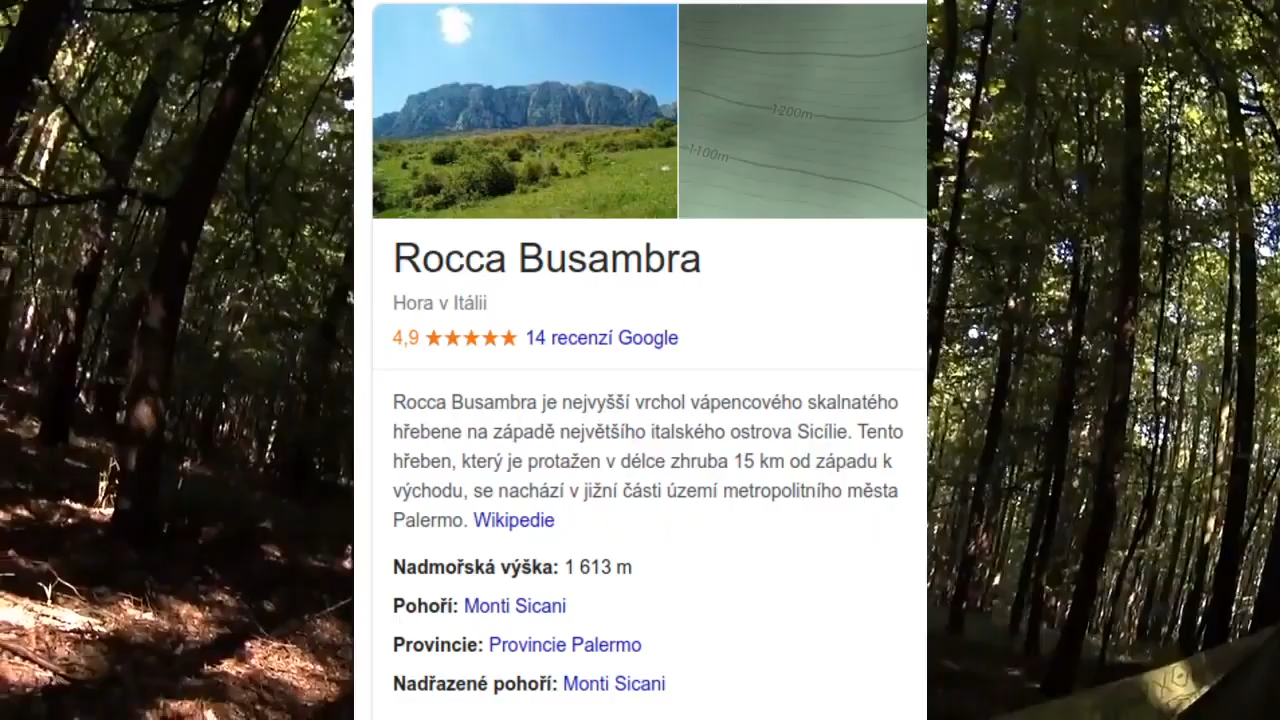 1200m
1100m
Rocca Busambra
Hora v Itálii
4,9 ★★★★★ 14 recenzí Google
Rocca Busambra je nejvyšší vrchol vápencového skalnatého
hřebene na západě největšího italského ostrova Sicílie. Tento
hřeben, který je protažen v délce zhruba 15 km od západu k
východu, se nachází v jižní části území metropolitního města
Palermo. Wikipedie
Nadmořská výška: 1 613 m
Pohoří: Monti Sicani
Provincie: Provincie Palermo
Nadřazené pohoří: Monti Sicani